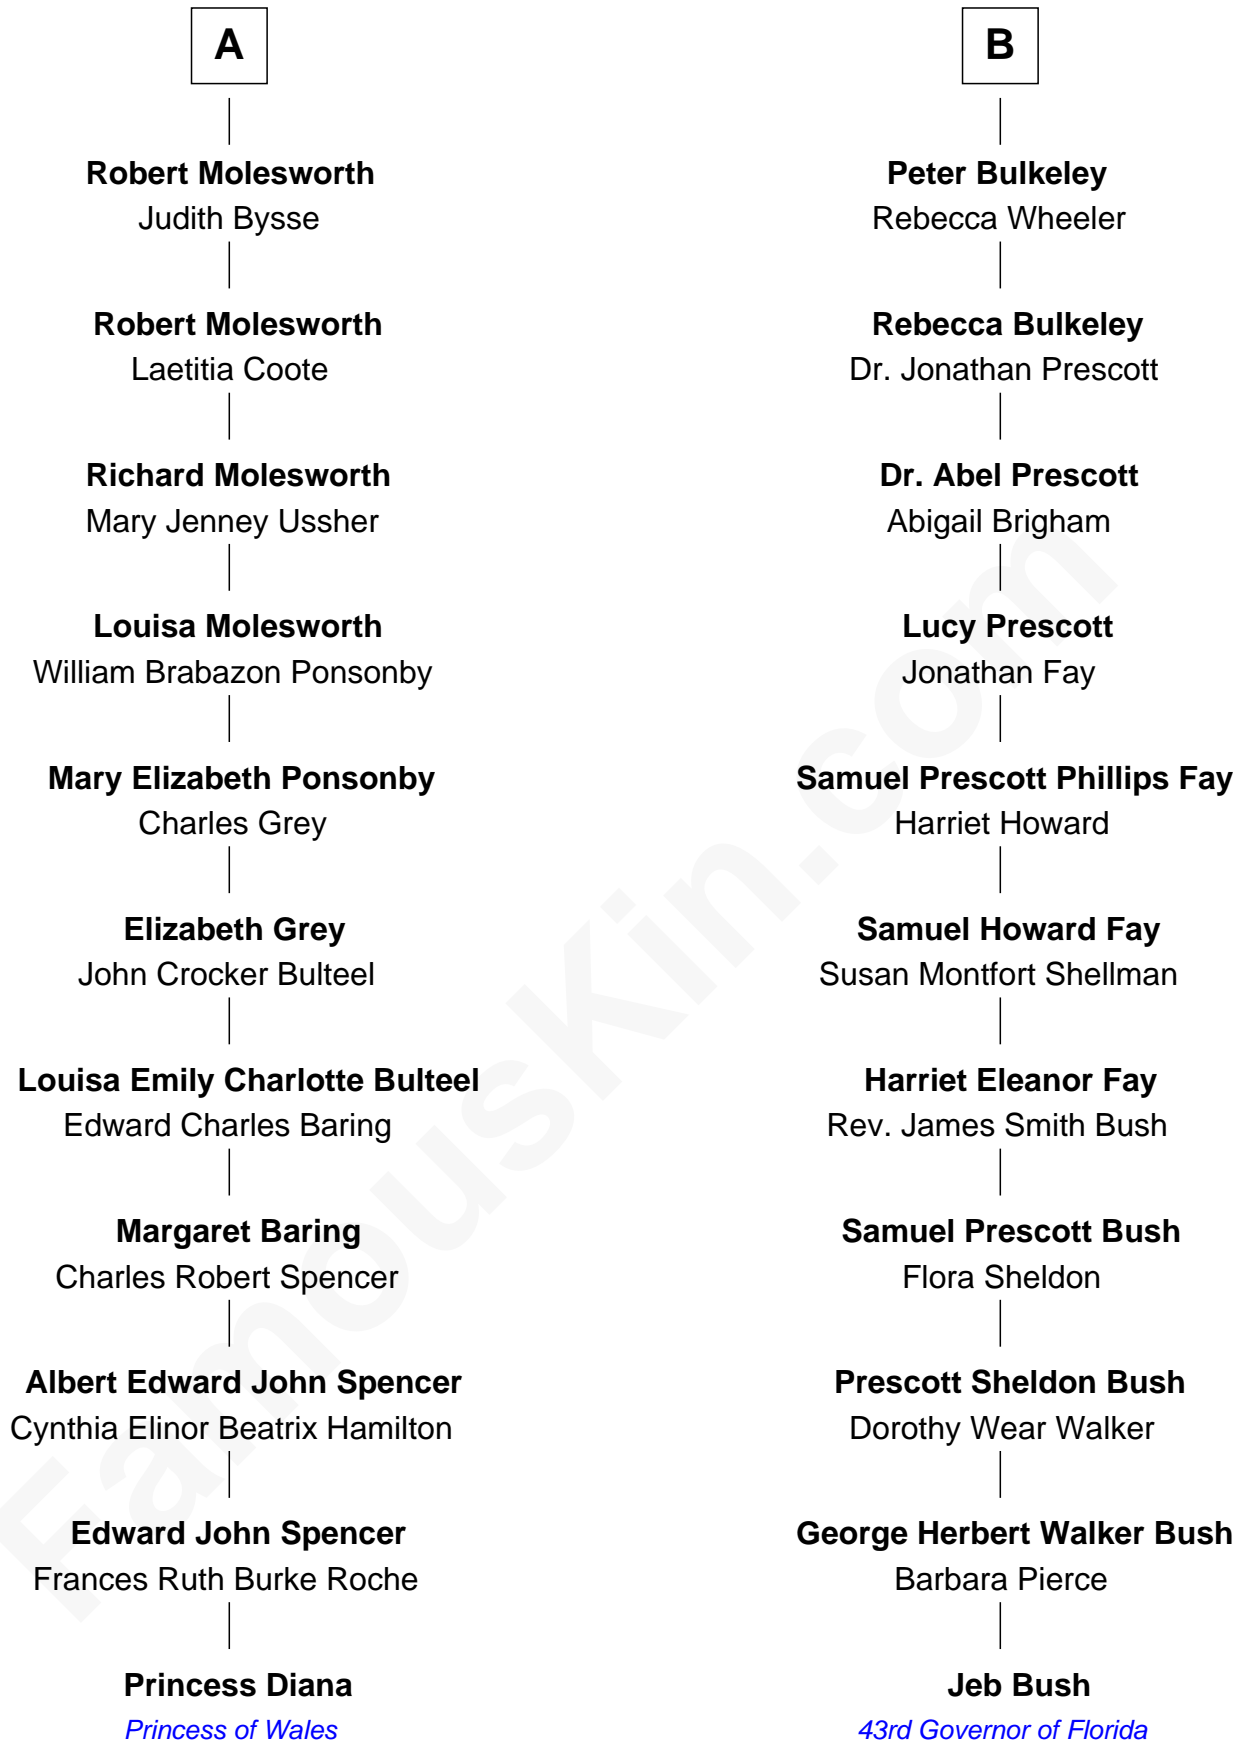 A
Robert Molesworth
Judith Bysse
Robert Molesworth
Laetitia Coote
Richard Molesworth
Mary Jenney Ussher
Louisa Molesworth
William Brabazon Ponsonby
Mary Elizabeth Ponsonby
Charles Grey
Elizabeth Grey
John Crocker Bulteel
Louisa Emily Charlotte Bulteel
Edward Charles Baring
Margaret Baring
Charles Robert Spencer
Albert Edward John Spencer
Cynthia Elinor Beatrix Hamilton
Edward John Spencer
Frances Ruth Burke Roche
Princess Diana
Princess of Wales
B
Peter Bulkeley
Rebecca Wheeler
Rebecca Bulkeley
Dr. Jonathan Prescott
Dr. Abel Prescott
Abigail Brigham
Lucy Prescott
Jonathan Fay
Samuel Prescott Phillips Fay
Harriet Howard
Samuel Howard Fay
Susan Montfort Shellman
Harriet Eleanor Fay
Rev. James Smith Bush
Samuel Prescott Bush
Flora Sheldon
Prescott Sheldon Bush
Dorothy Wear Walker
George Herbert Walker Bush
Barbara Pierce
Jeb Bush
43rd Governor of Florida
FamousKin.com